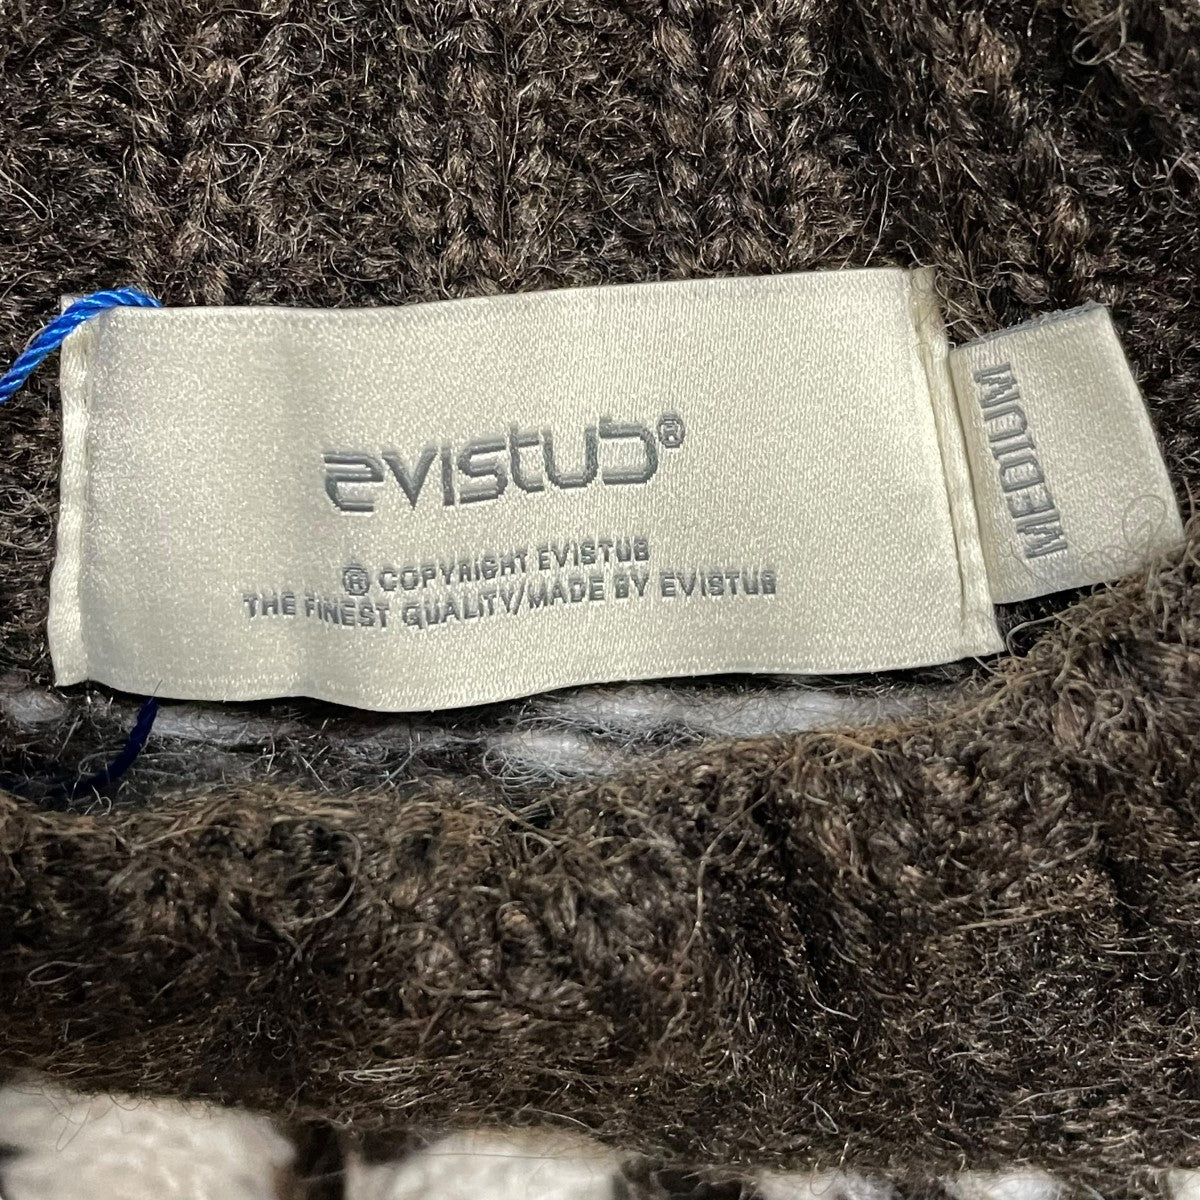 evistub®
® COPYRIGHT EVISTUB
THE FINEST QUALITY/MADE BY EVISTUB
MEDIUM